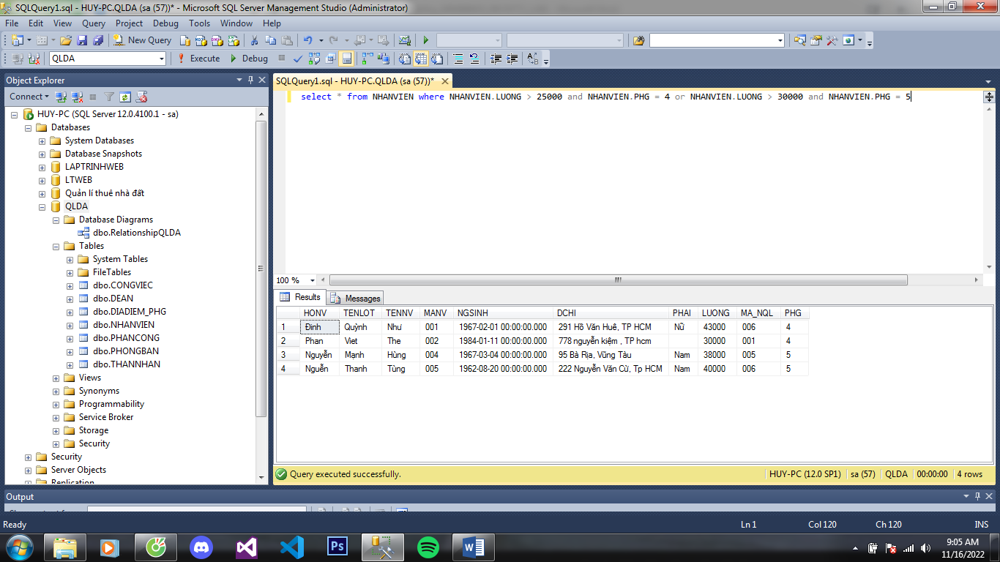 SQLQuery1.sql - HUY-PC.QLDA (sa (57))* - Microsoft SQL Server Management Studio (Administrator)
File Edit View Query Project Debug Tools Window Help
New Query
QLDA Execute Debug
Object Explorer
Connect
HUY-PC (SQL Server 12.0.4100.1 - sa)
Databases
System Databases
Database Snapshots
LAPTRINHWEB
LTWEB
Quản lí thuê nhà đất
QLDA
Database Diagrams
dbo.RelationshipQLDA
Tables
System Tables
FileTables
dbo.CONGVIEC
dbo.DEAN
dbo.DIADIEM_PHG
dbo.NHANVIEN
dbo.PHANCONG
dbo.PHONGBAN
dbo.THANNHAN
Views
Synonyms
Programmability
Service Broker
Storage
Security
Security
Server Objects
Replication
SQLQuery1.sql - HUY-PC.QLDA (sa (57))*
select * from NHANVIEN where NHANVIEN.LUONG > 25000 and NHANVIEN.PHG = 4 or NHANVIEN.LUONG > 30000 and NHANVIEN.PHG = 5
100 %
Results Messages
HONV TENLOT TENNV MANV NGSINH DCHI PHAI LUONG MA_NQL PHG
1 Đinh Quỳnh Như 001 1967-02-01 00:00:00.000 291 Hồ Văn Huê, TP HCM Nữ 43000 006 4
2 Phan Viet The 002 1984-01-11 00:00:00.000 778 nguyễn kiệm , TP hcm 30000 001 4
3 Nguyễn Mạnh Hùng 004 1967-03-04 00:00:00.000 95 Bà Rịa, Vũng Tàu Nam 38000 005 5
4 Nguễn Thanh Tùng 005 1962-08-20 00:00:00.000 222 Nguyễn Văn Cừ, Tp HCM Nam 40000 006 5
Query executed successfully. HUY-PC (12.0 SP1) sa (57) QLDA 00:00:00 4 rows
Output
Ready Ln 1 Col 120 Ch 120 INS
Ps W
9:05 AM
11/16/2022